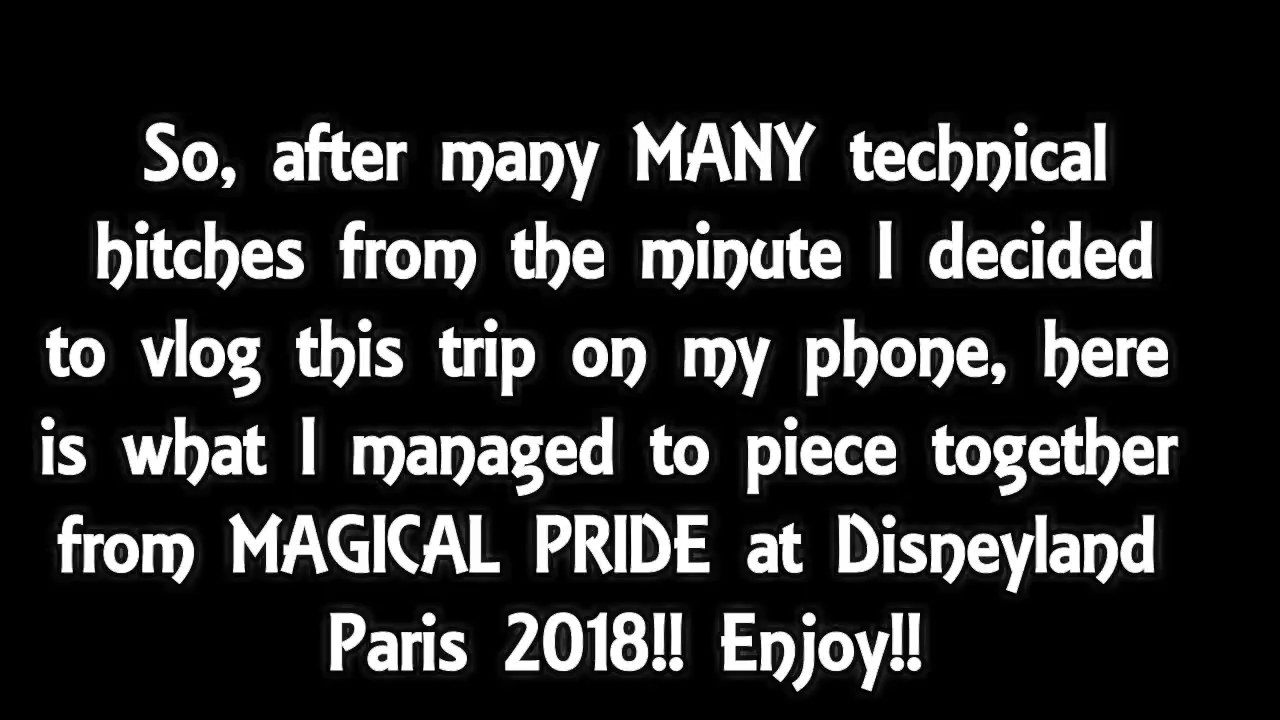 So, after many MANY technical
hitches from the minute I decided
to vlog this trip on my phone, here
is what I managed to piece together
from MAGICAL PRIDE at Disneyland
Paris 2018!! Enjoy!!